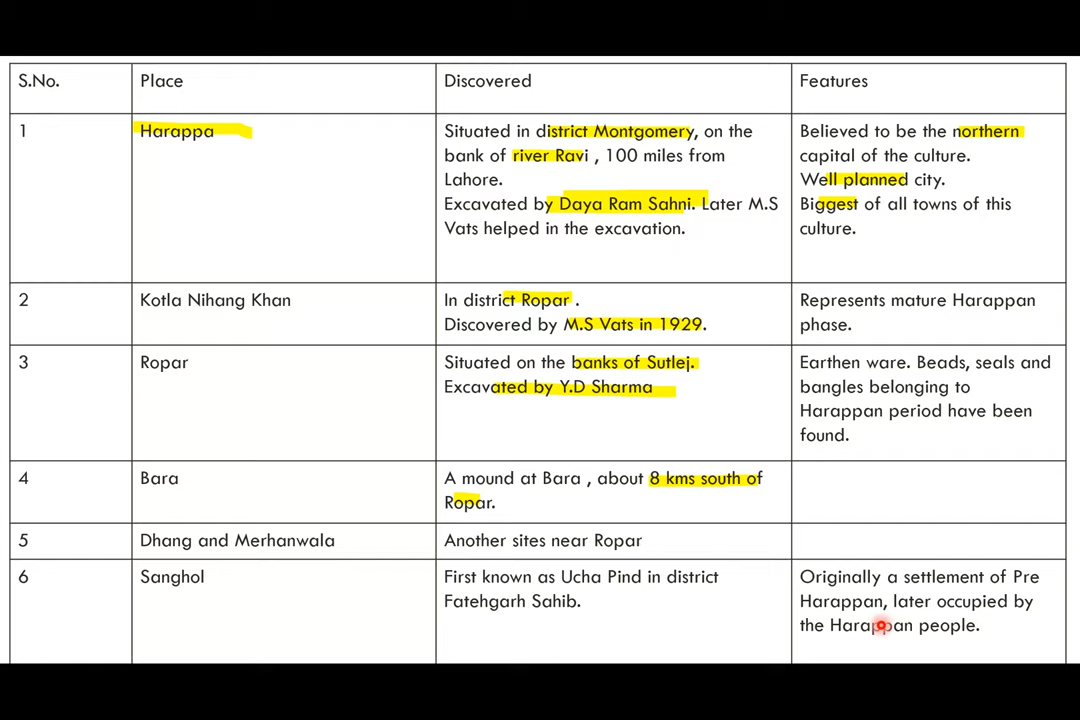 S.No.
Place
Discovered
Features
1
Harappa
Situated in district Montgomery, on the
bank of river Ravi , 100 miles from
Lahore.
Excavated by Daya Ram Sahni. Later M.S
Vats helped in the excavation.
Believed to be the northern
capital of the culture.
Well planned city.
Biggest of all towns of this
culture.
2
Kotla Nihang Khan
In district Ropar .
Discovered by M.S Vats in 1929.
Represents mature Harappan
phase.
3
Ropar
Situated on the banks of Sutlej.
Excavated by Y.D Sharma
Earthen ware. Beads, seals and
bangles belonging to
Harappan period have been
found.
4
Bara
A mound at Bara , about 8 kms south of
Ropar.
5
Dhang and Merhanwala
Another sites near Ropar
6
Sanghol
First known as Ucha Pind in district
Fatehgarh Sahib.
Originally a settlement of Pre
Harappan, later occupied by
the Harappan people.